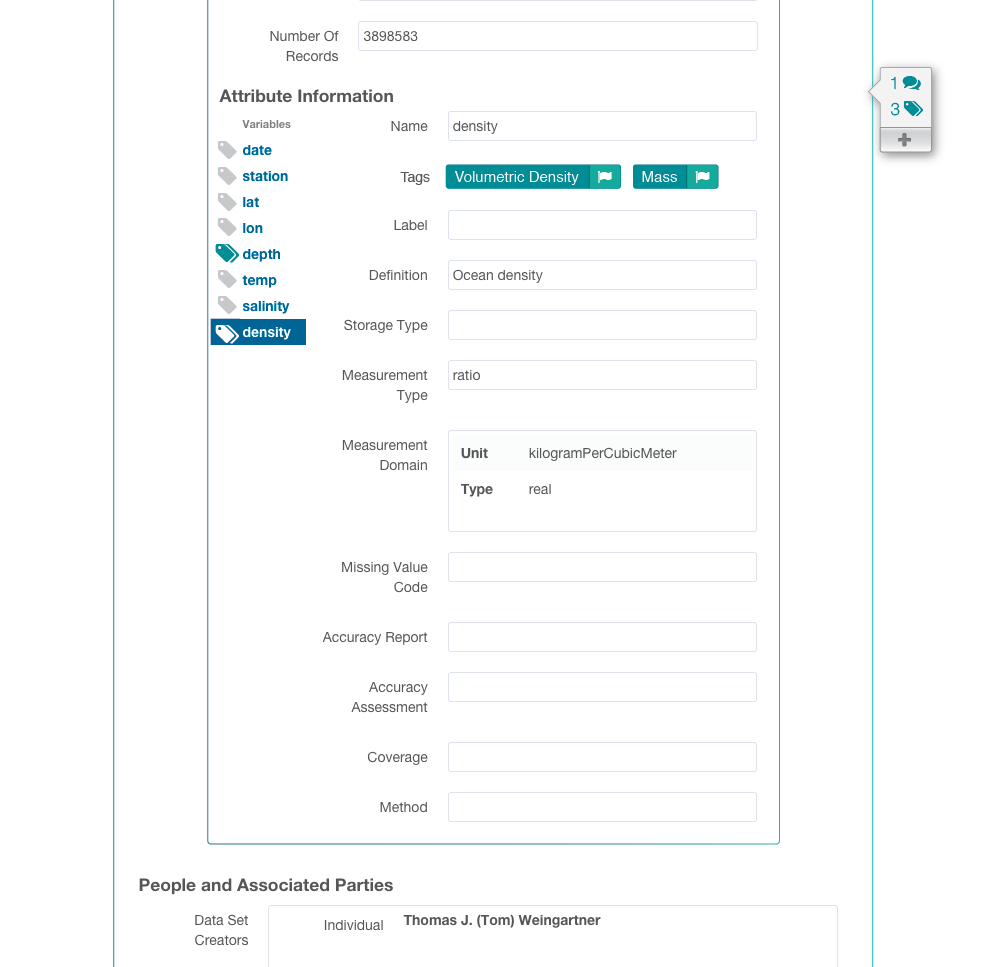 Number Of
Records
3898583
1
3
Attribute Information
Variables
date
station
lat
lon
depth
temp
salinity
density
Name
density
Tags
Volumetric Density
Mass
Label
Definition
Ocean density
Storage Type
Measurement
Type
ratio
Measurement
Domain
Unit kilogramPerCubicMeter
Type real
Missing Value
Code
Accuracy Report
Accuracy
Assessment
Coverage
Method
People and Associated Parties
Data Set
Creators
Individual Thomas J. (Tom) Weingartner